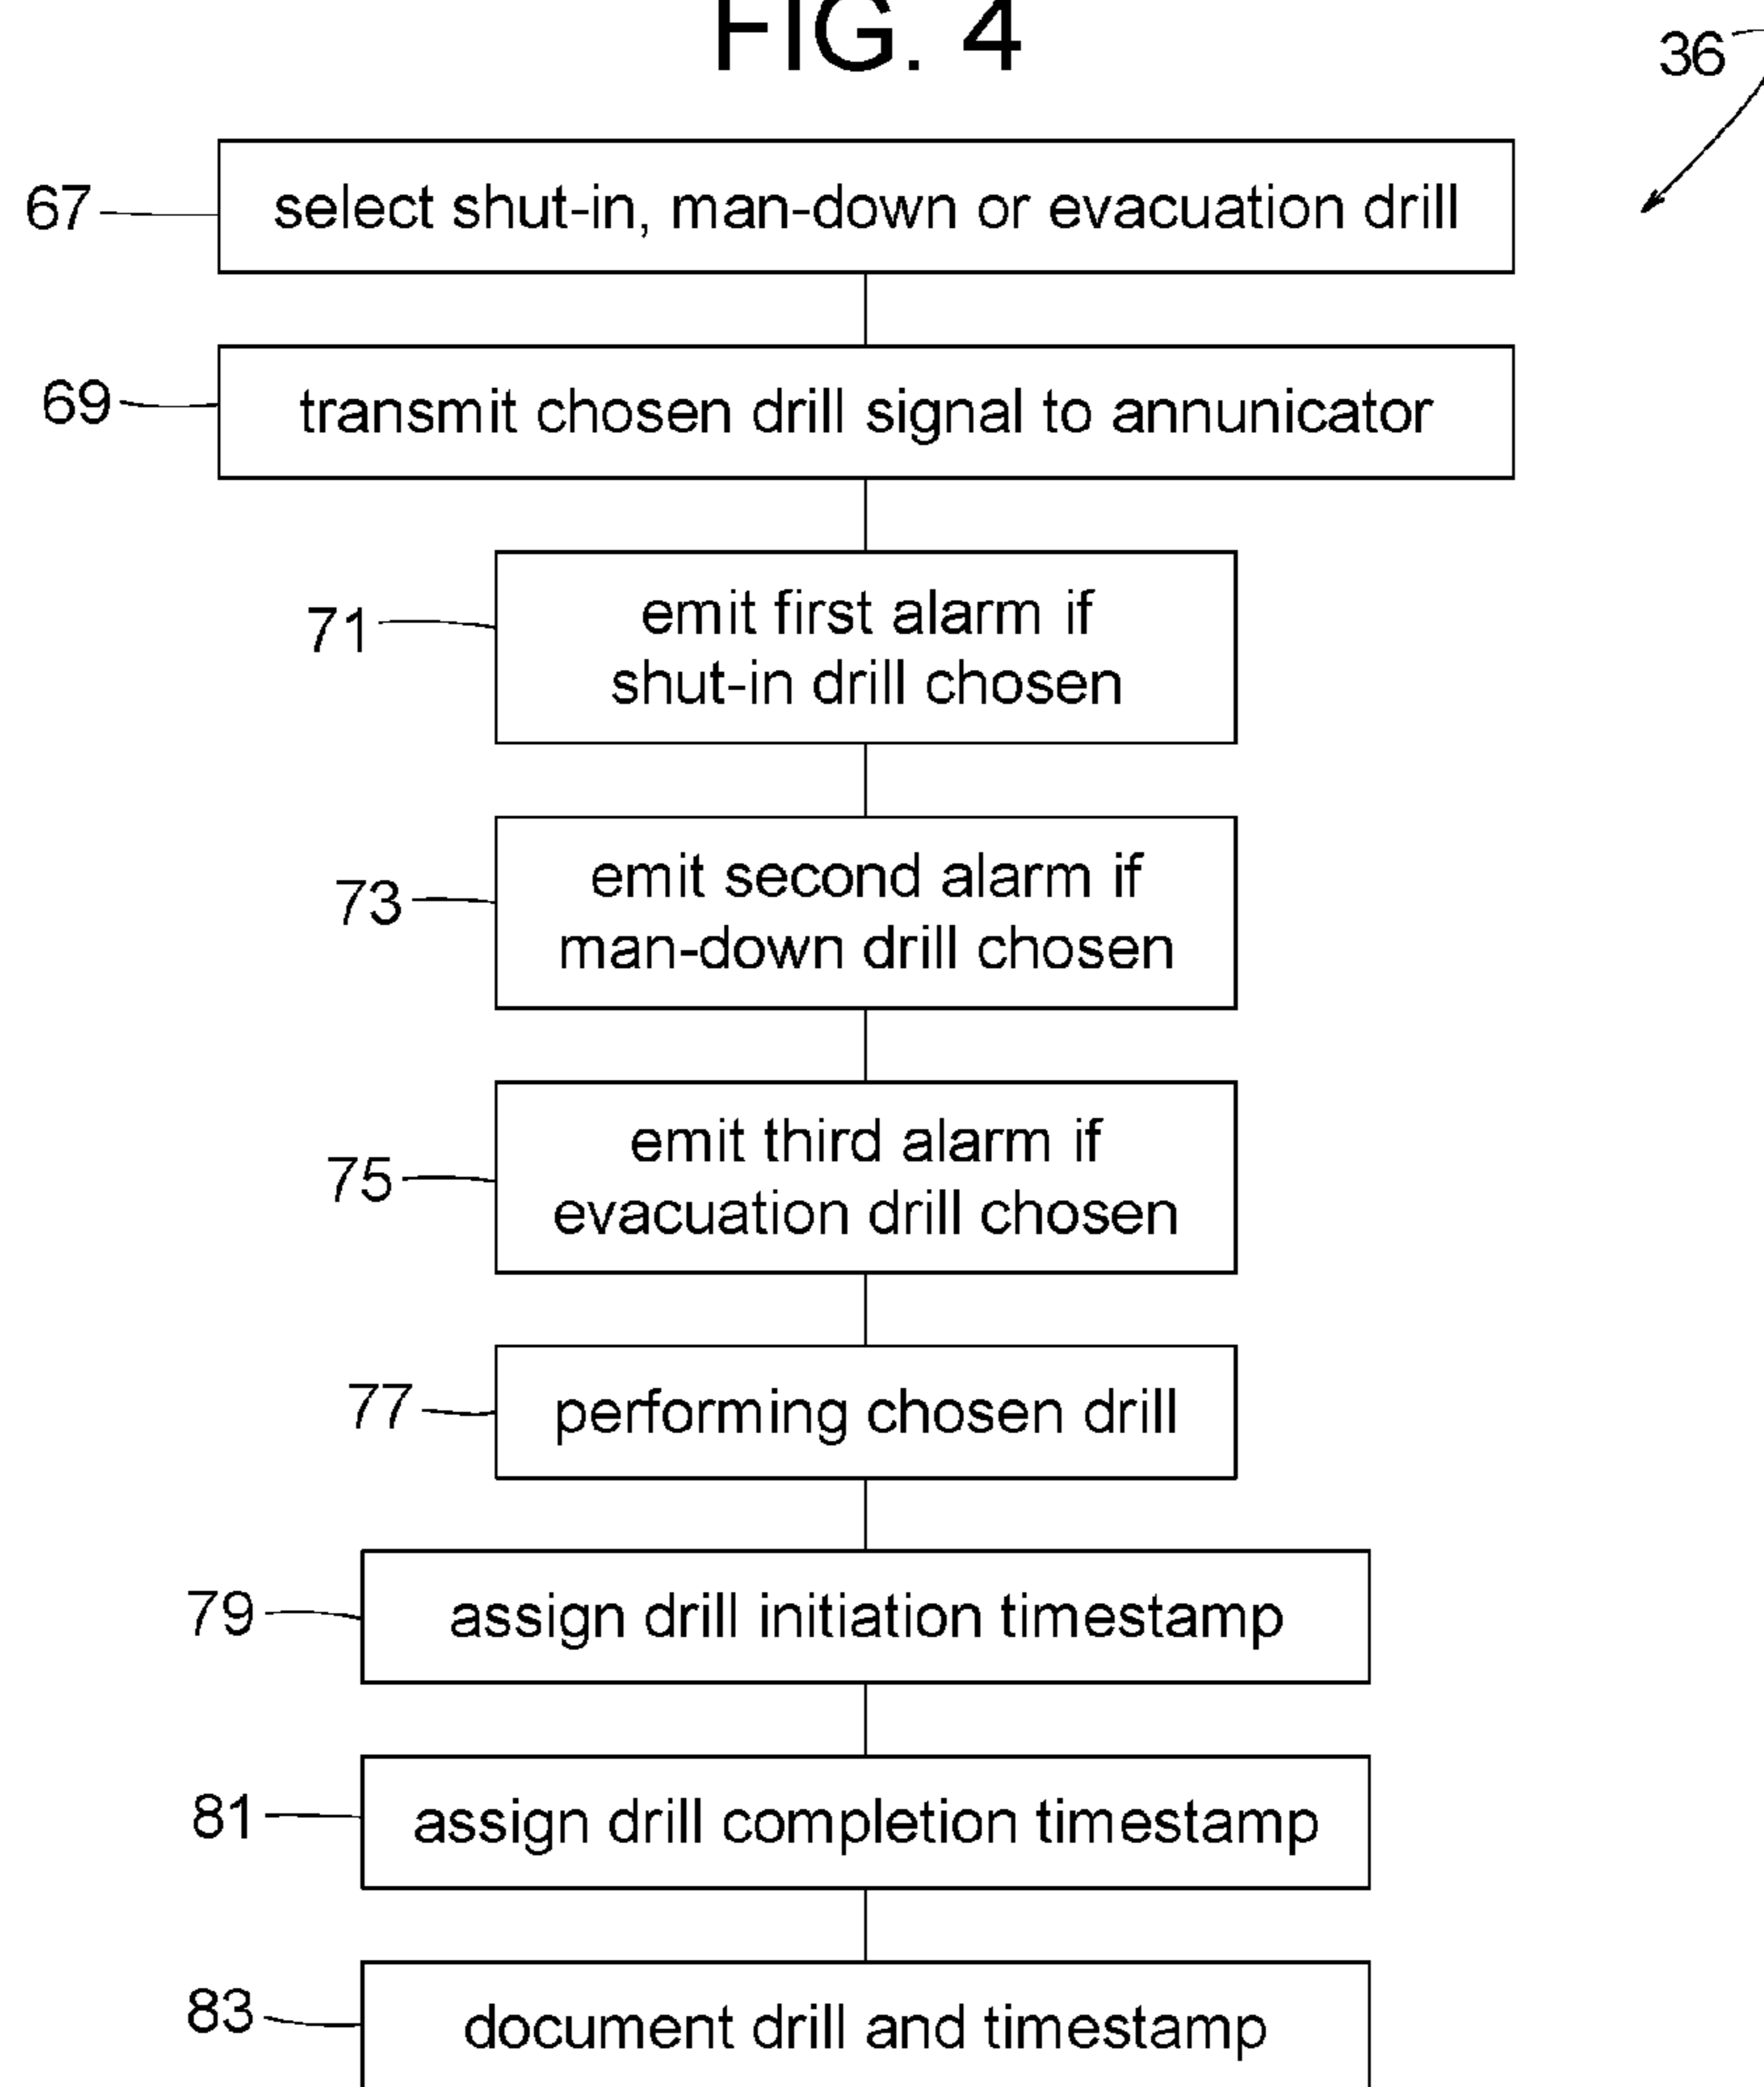 FIG. 4
36
67
select shut-in, man-down or evacuation drill
69
transmit chosen drill signal to annunicator
71
emit first alarm if
shut-in drill chosen
73
emit second alarm if
man-down drill chosen
75
emit third alarm if
evacuation drill chosen
77
performing chosen drill
79
assign drill initiation timestamp
81
assign drill completion timestamp
83
document drill and timestamp